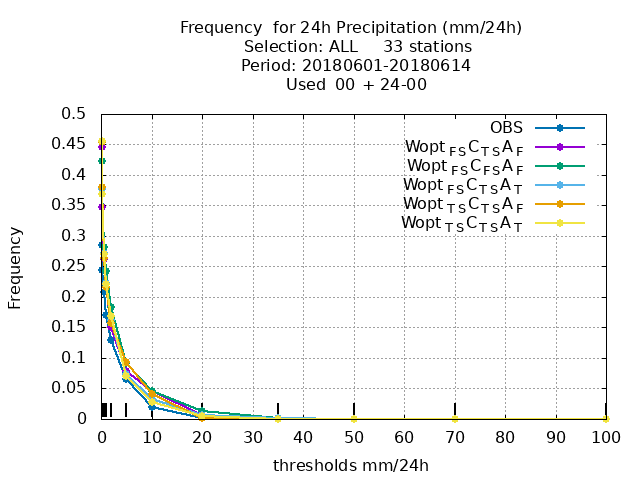 Frequency  for 24h Precipitation (mm/24h)
Selection: ALL     33 stations
Period: 20180601-20180614
Used  00 + 24-00
0.5
0.45
0.4
0.35
0.3
0.25
0.2
0.15
0.1
0.05
0
Frequency
OBS
Wopt FS C TS A F
Wopt FS C FS A F
Wopt FS C TS A T
Wopt TS C TS A F
Wopt TS C TS A T
0 10 20 30 40 50 60 70 80 90 100
thresholds mm/24h